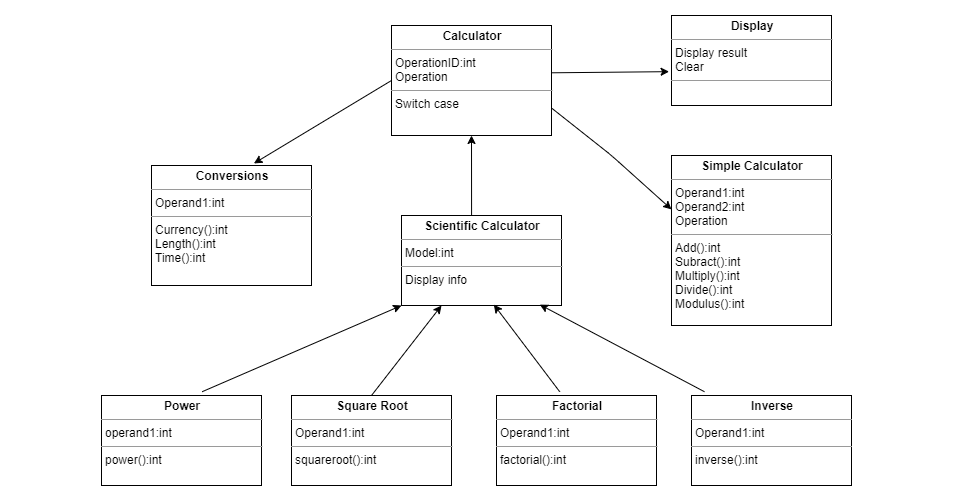 Calculator
OperationID:int
Operation
Switch case
Display
Display result
Clear
Conversions
Operand1:int
Currency():int
Length():int
Time():int
Simple Calculator
Operand1:int
Operand2:int
Operation
Add():int
Subract():int
Multiply():int
Divide():int
Modulus():int
Scientific Calculator
Model:int
Display info
Power
operand1:int
power():int
Square Root
Operand1:int
squareroot():int
Factorial
Operand1:int
factorial():int
Inverse
Operand1:int
inverse():int